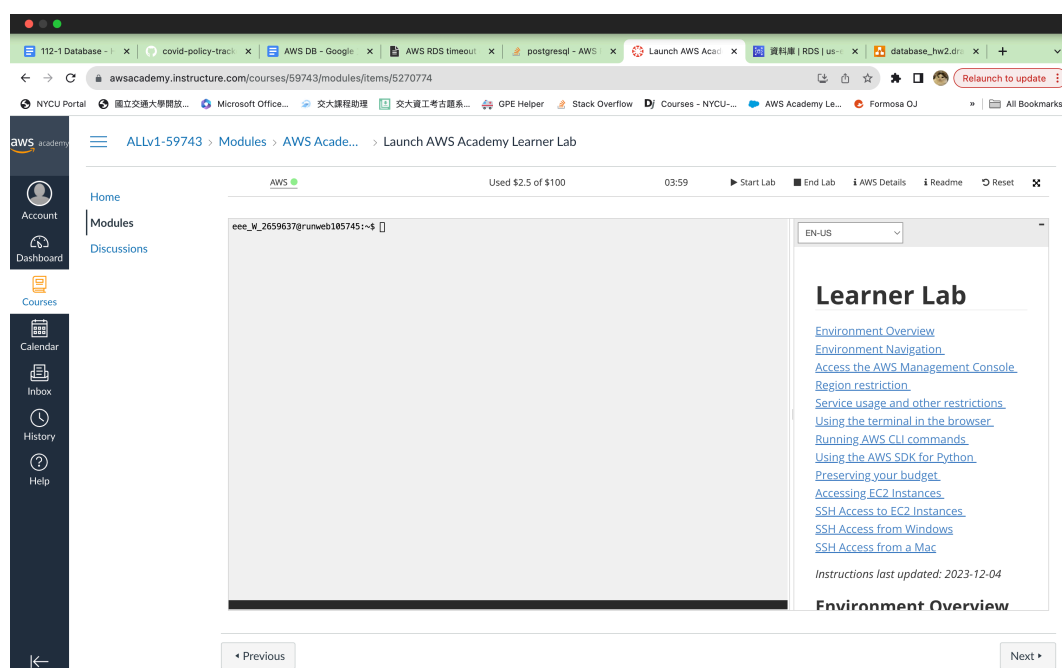 112-1 Database - H
covid-policy-track
AWS DB - Google
AWS RDS timeout
postgresql - AWS
Launch AWS Acad
資料庫 | RDS | us-e
database_hw2.dra
awsacademy.instructure.com/courses/59743/modules/items/5270774
Relaunch to update
NYCU Portal
國立交通大學開放...
Microsoft Office...
交大課程助理
交大資工考古題系...
GPE Helper
Stack Overflow
Courses - NYCU-...
AWS Academy Le...
Formosa OJ
»
All Bookmarks
aws academy
ALLv1-59743 › Modules › AWS Acade... › Launch AWS Academy Learner Lab
Account
Dashboard
Courses
Calendar
Inbox
History
Help
Home
Modules
Discussions
AWS
Used $2.5 of $100
03:59
Start Lab
End Lab
AWS Details
Readme
Reset
eee_W_2659637@runweb105745:~$
EN-US
Learner Lab
Environment Overview
Environment Navigation
Access the AWS Management Console
Region restriction
Service usage and other restrictions
Using the terminal in the browser
Running AWS CLI commands
Using the AWS SDK for Python
Preserving your budget
Accessing EC2 Instances
SSH Access to EC2 Instances
SSH Access from Windows
SSH Access from a Mac
Instructions last updated: 2023-12-04
Environment Overview
Previous
Next